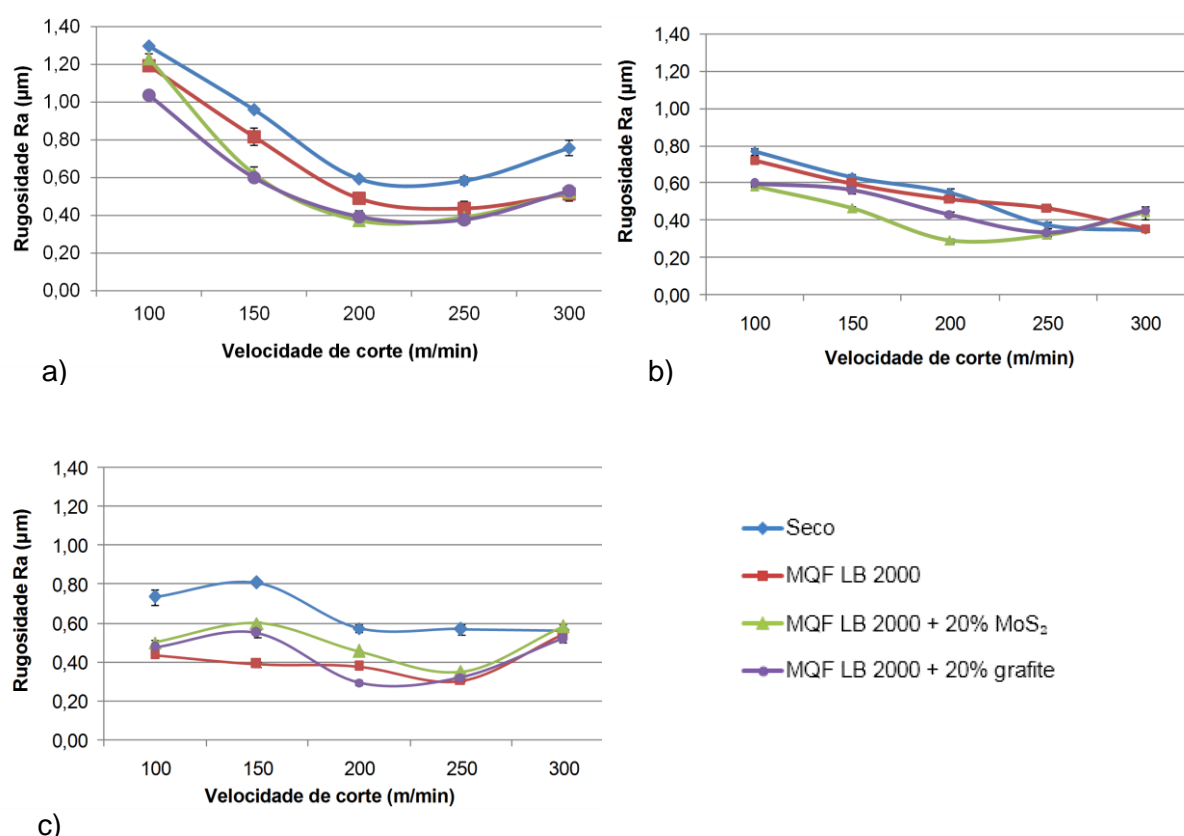 1,40
1,20
1,00
0,80
0,60
0,40
0,20
0,00
Rugosidade Ra (µm)
100 150 200 250 300
Velocidade de corte (m/min)
a)
1,40
1,20
1,00
0,80
0,60
0,40
0,20
0,00
Rugosidade Ra (µm)
100 150 200 250 300
Velocidade de corte (m/min)
b)
1,40
1,20
1,00
0,80
0,60
0,40
0,20
0,00
Rugosidade Ra (µm)
100 150 200 250 300
Velocidade de corte (m/min)
c)
Seco
MQF LB 2000
MQF LB 2000 + 20% MoS₂
MQF LB 2000 + 20% grafite